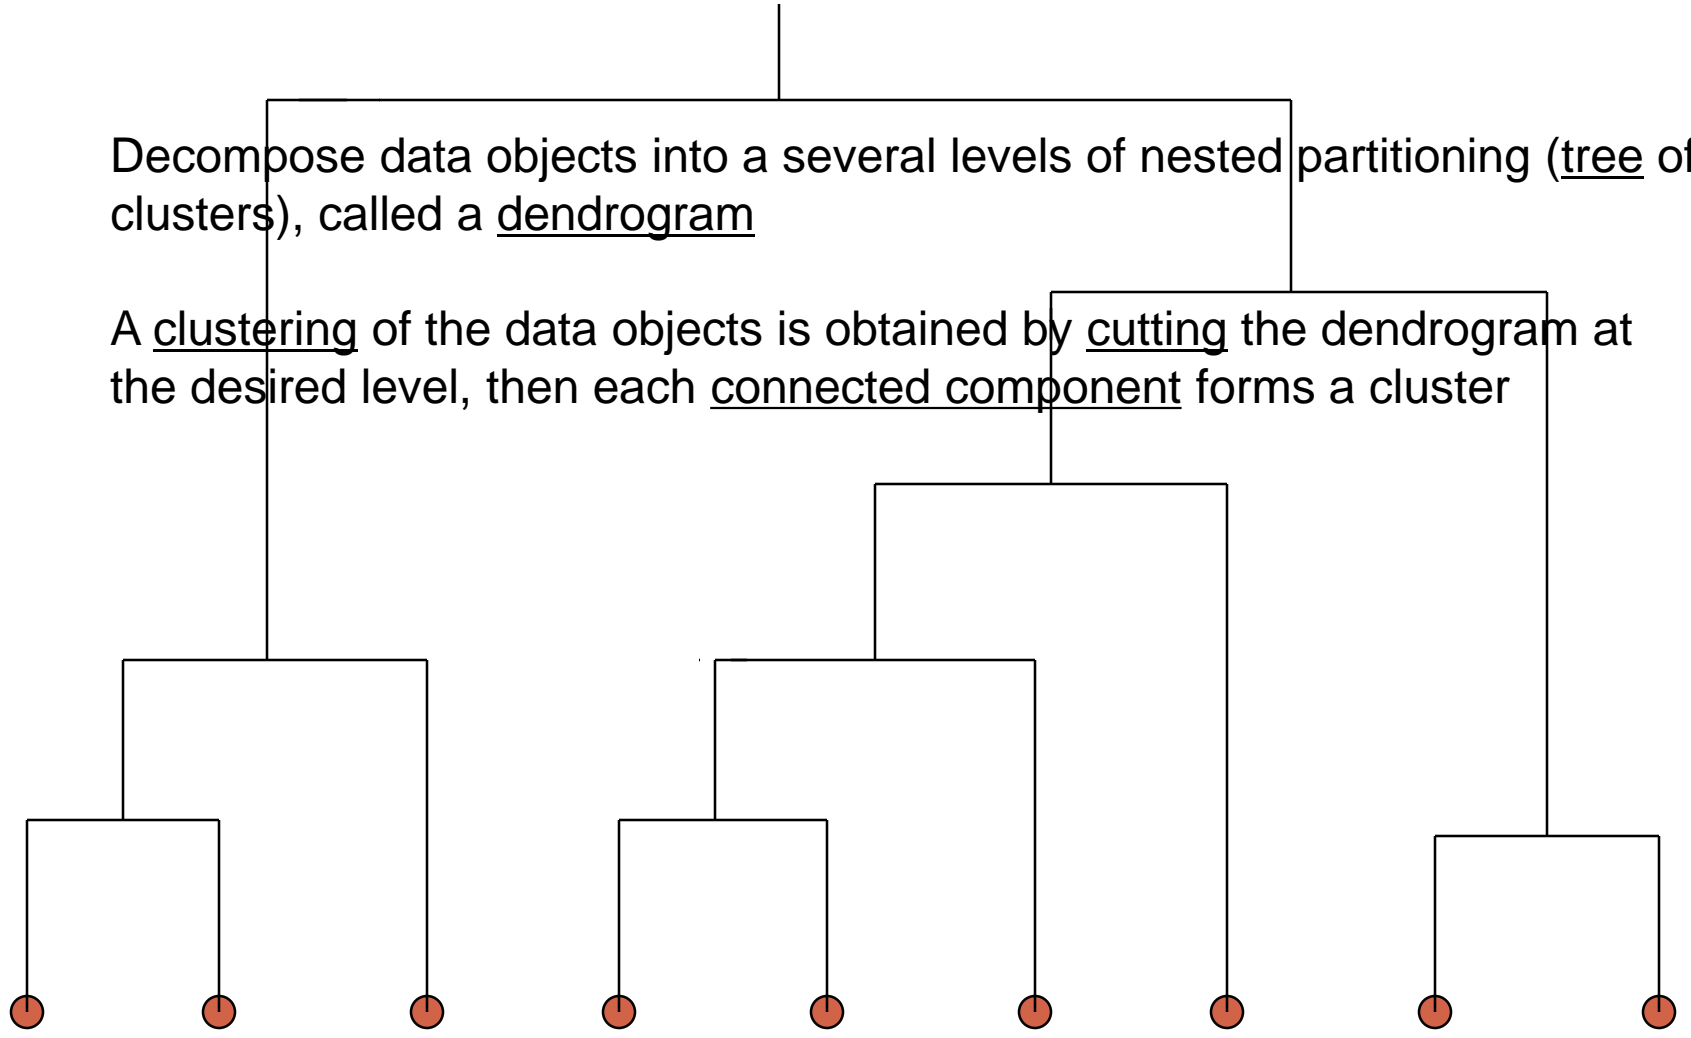 Decompose data objects into a several levels of nested partitioning (tree of
clusters), called a dendrogram
A clustering of the data objects is obtained by cutting the dendrogram at
the desired level, then each connected component forms a cluster